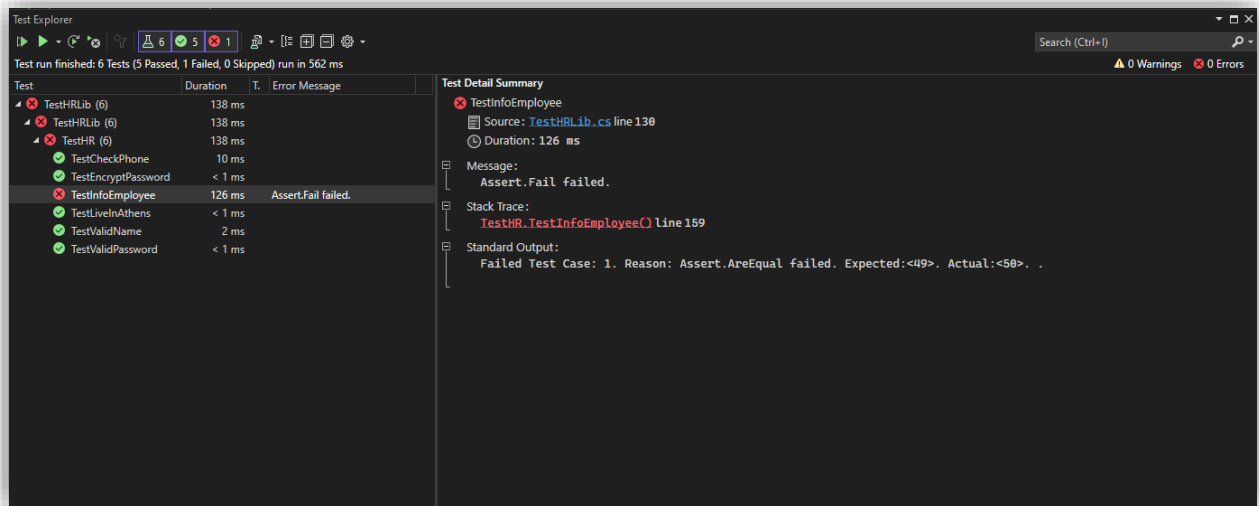 Test Explorer
6 5 1
Search (Ctrl+I)
Test run finished: 6 Tests (5 Passed, 1 Failed, 0 Skipped) run in 562 ms
0 Warnings 0 Errors
Test Duration T. Error Message
TestHRLib (6) 138 ms
TestHRLib (6) 138 ms
TestHR (6) 138 ms
TestCheckPhone 10 ms
TestEncryptPassword < 1 ms
TestInfoEmployee 126 ms Assert.Fail failed.
TestLiveInAthens < 1 ms
TestValidName 2 ms
TestValidPassword < 1 ms
Test Detail Summary
TestInfoEmployee
Source: TestHRLib.cs line 130
Duration: 126 ms
Message:
Assert.Fail failed.
Stack Trace:
TestHR.TestInfoEmployee() line 159
Standard Output:
Failed Test Case: 1. Reason: Assert.AreEqual failed. Expected:<49>. Actual:<50>. .